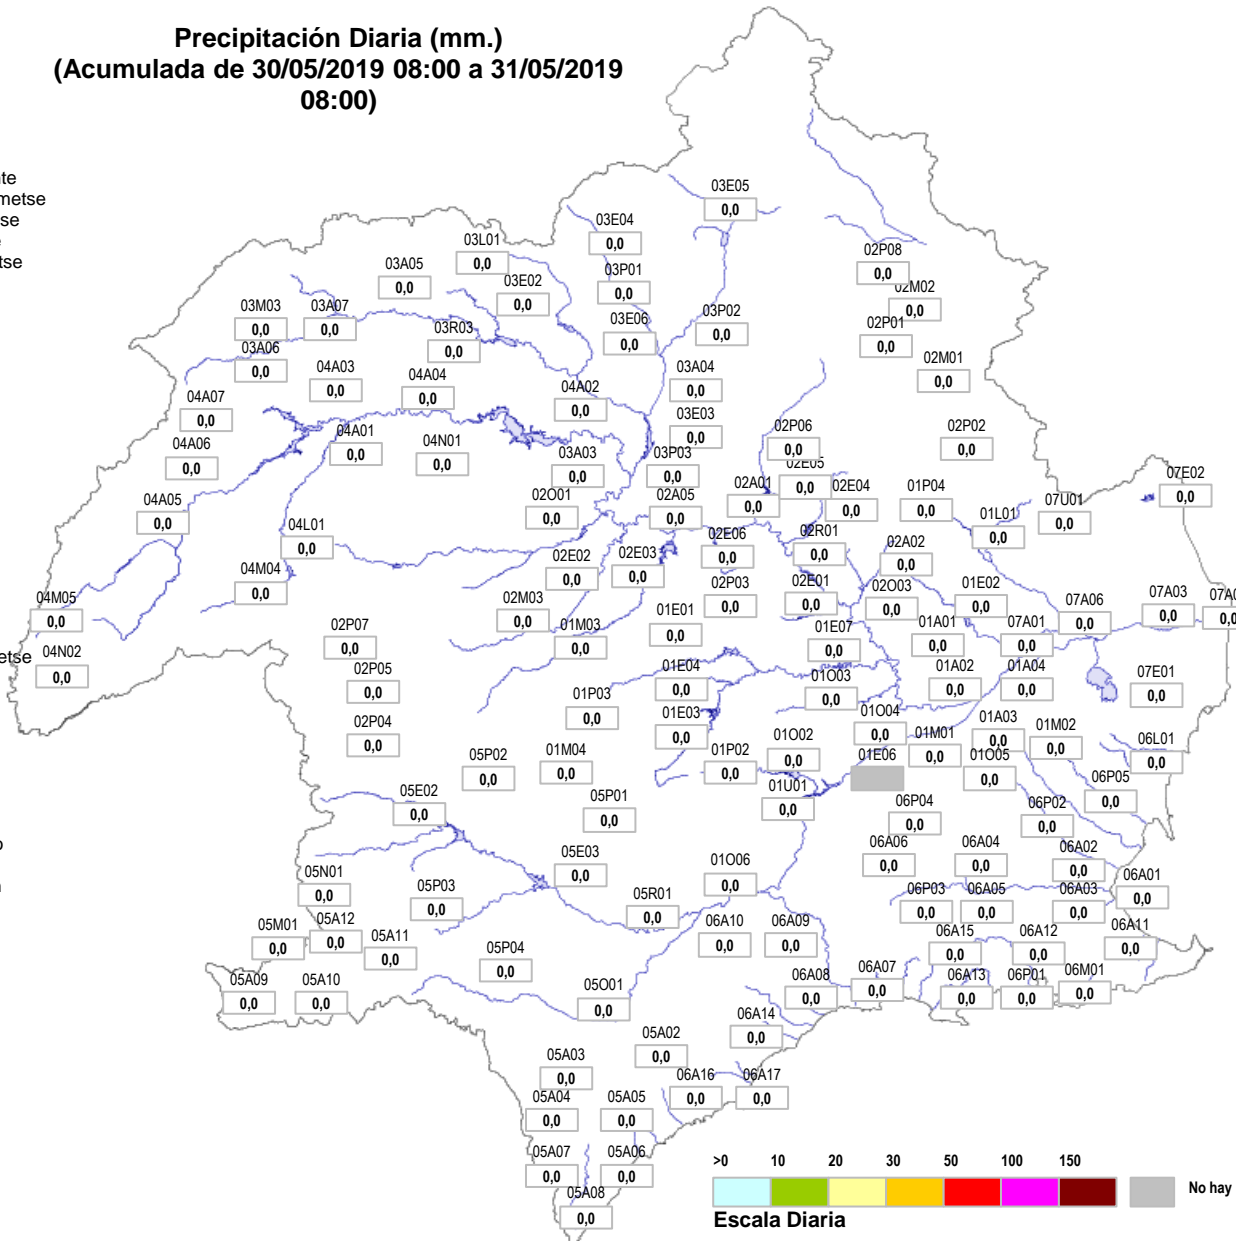 Precipitación Diaria (mm.)
(Acumulada de 30/05/2019 08:00 a 31/05/2019
08:00)
03E05
0,0
03E04
0,0
03L01
0,0
02P08
0,0
03A05
0,0
03P01
0,0
03E02
0,0
02M02
0,0
03M03
0,0
03A07
0,0
03E06
0,0
03P02
0,0
03R03
0,0
02P01
0,0
03A06
0,0
04A03
0,0
04A04
0,0
03A04
0,0
02M01
0,0
04A02
0,0
04A07
0,0
03E03
0,0
04A01
0,0
04N01
0,0
02P06
0,0
02P02
0,0
04A06
0,0
03A03
0,0
03P03
0,0
02E05
0,0
07E02
0,0
02A01
0,0
02E04
0,0
01P04
0,0
04A05
0,0
02O01
0,0
02A05
0,0
07U01
0,0
01L01
0,0
04L01
0,0
02E06
0,0
02R01
0,0
02A02
0,0
02E02
0,0
02E03
0,0
04M04
0,0
02P03
0,0
02E01
0,0
02O03
0,0
01E02
0,0
04M05
0,0
02M03
0,0
07A06
0,0
07A03
0,0
07A0
0,0
01E01
0,0
02P07
0,0
01M03
0,0
01E07
0,0
01A01
0,0
07A01
0,0
etse
04N02
0,0
02P05
0,0
01E04
0,0
01O03
0,0
01A02
0,0
01A04
0,0
07E01
0,0
01P03
0,0
01E03
0,0
02P04
0,0
01O04
0,0
01A03
0,0
01M02
0,0
01M01
0,0
06L01
0,0
05P02
0,0
01M04
0,0
01P02
0,0
01O02
0,0
01E06
01O05
0,0
05E02
0,0
05P01
0,0
01U01
0,0
06P04
0,0
06P02
0,0
06P05
0,0
05E03
0,0
01O06
0,0
06A06
0,0
06A04
0,0
06A02
0,0
05N01
0,0
05P03
0,0
05R01
0,0
06P03
0,0
06A05
0,0
06A03
0,0
06A01
0,0
05M01
0,0
05A12
0,0
05A11
0,0
06A10
0,0
06A09
0,0
06A15
0,0
06A12
0,0
06A11
0,0
05P04
0,0
05A09
0,0
05A10
0,0
05O01
0,0
06A08
0,0
06A07
0,0
06A13
0,0
06P01
0,0
06M01
0,0
06A14
0,0
05A02
0,0
05A03
0,0
06A16
0,0
06A17
0,0
05A04
0,0
05A05
0,0
05A07
0,0
05A06
0,0
05A08
0,0
>0 10 20 30 50 100 150
No hay
Escala Diaria